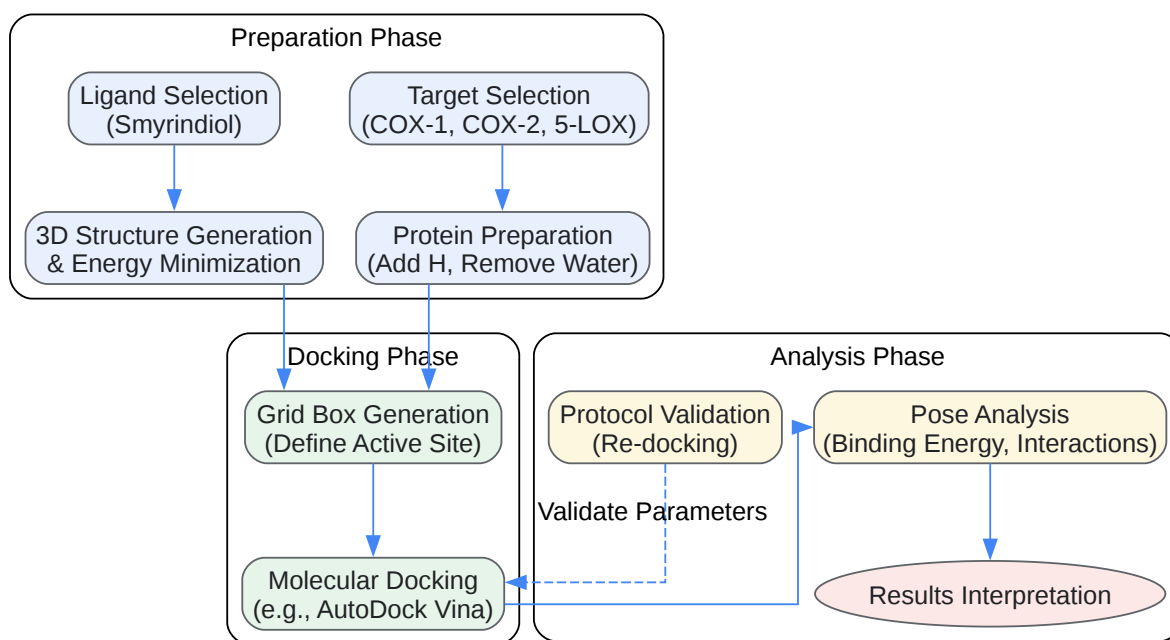 Preparation Phase
Ligand Selection
(Smyrindiol)
Target Selection
(COX-1, COX-2, 5-LOX)
3D Structure Generation
& Energy Minimization
Protein Preparation
(Add H, Remove Water)
Docking Phase
Grid Box Generation
(Define Active Site)
Molecular Docking
(e.g., AutoDock Vina)
Analysis Phase
Protocol Validation
(Re-docking)
Validate Parameters
Pose Analysis
(Binding Energy, Interactions)
Results Interpretation